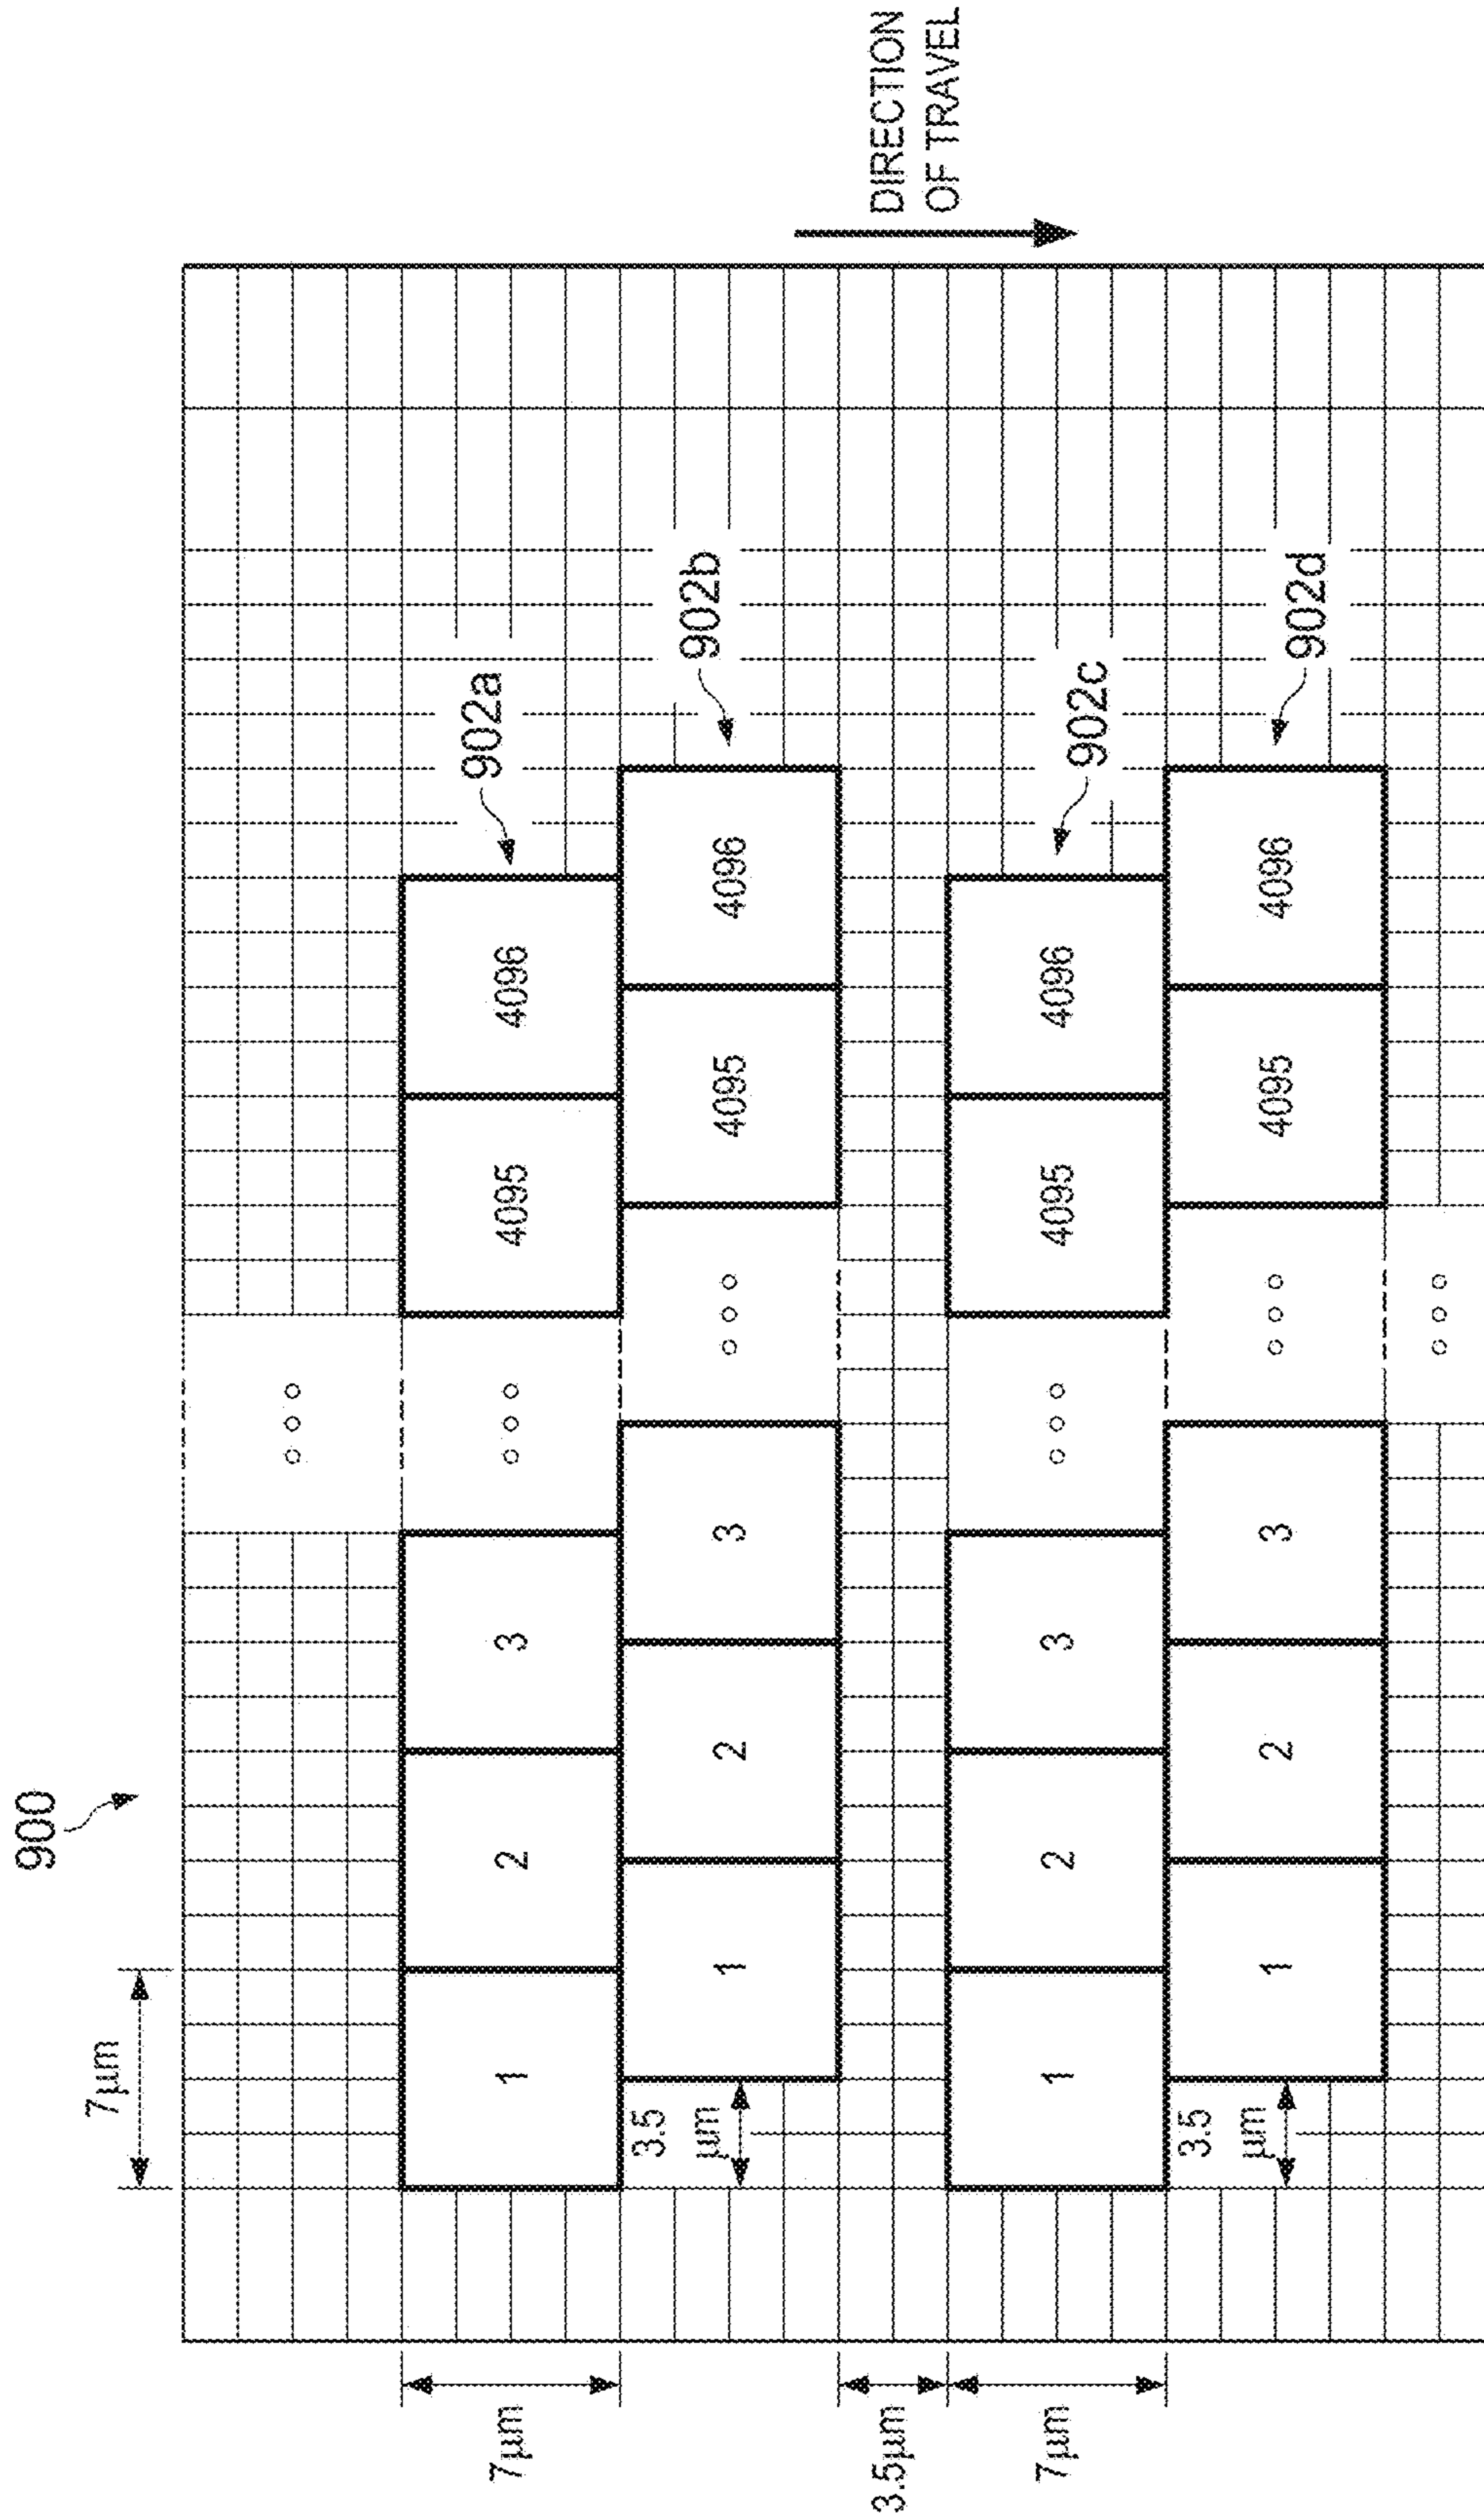 900
7µm
7µm 1 2 3 4095 4096 902a
3.5
µm
1 2 3 4095 4096 902b
3.5µm
DIRECTION
OF TRAVEL
7µm 1 2 3 4095 4096 902c
3.5
µm
1 2 3 4095 4096 902d